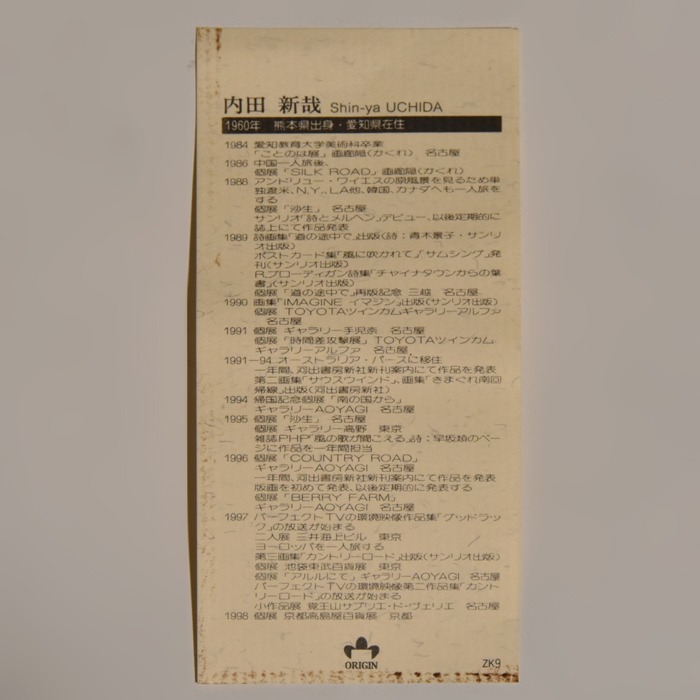 内田 新哉 Shin-ya UCHIDA
1960年 熊本県出身・愛知県在住
1984 愛知教育大学美術科卒業
「ことのは展」画廊隠(かくれ) 名古屋
1986 中国一人旅後、
個展「SILK ROAD」画廊隠(かくれ)
1988 アンドリュー・ワイエスの原風景を見るため単
独渡米、N.Y.、LA他、韓国、カナダへも一人旅を
する
個展「沙生」 名古屋
サンリオ「詩とメルヘン」デビュー、以後定期的に
誌上にて作品発表
1989 詩画集「道の途中で」出版(詩：青木景子・サンリ
オ出版)
ポストカード集「風に吹かれて」「サムシング」発
刊(サンリオ出版)
R.ブローティガン詩集「チャイナタウンからの葉
書」(サンリオ出版)
個展「道の途中で」再版記念 三越 名古屋
1990 画集「IMAGINE イマジン」出版(サンリオ出版)
個展 TOYOTAツインカムギャラリーアルファ
名古屋
1991 個展 ギャラリー手児奈 名古屋
個展「時間差攻撃展」TOYOTAツインカム
ギャラリーアルファ 名古屋
1991−94 オーストラリア・パースに移住
一年間、河出書房新社新刊案内にて作品を発表
第二画集「サウスウインド」、画集「きまぐれ南回
帰線」出版(河出書房新社)
1994 帰国記念個展「南の国から」
ギャラリーAOYAGI 名古屋
1995 個展「沙生」 名古屋
個展 ギャラリー高野 東京
雑誌PHP「風の歌が聞こえる」詩：早坂類のペー
ジに作品を一年間担当
1996 個展「COUNTRY ROAD」
ギャラリーAOYAGI 名古屋
一年間、河出書房新社新刊案内にて作品を発表
版画を初めて発表、以後定期的に発表する
個展「BERRY FARM」
ギャラリーAOYAGI 名古屋
1997 パーフェクトTVの環境映像作品集「グッドラッ
ク」の放送が始まる
二人展 三井海上ビル 東京
ヨーロッパを一人旅する
第三画集「カントリーロード」出版(サンリオ出版)
個展 池袋東武百貨展 東京
個展「アルルにて」ギャラリーAOYAGI 名古屋
パーフェクトTVの環境映像第二作品集「カント
リーロード」の放送が始まる
小作品展 覚王山サブリエ・ド・ヴェリエ 名古屋
1998 個展 京都高島屋百貨展 京都
ORIGIN
ZK9